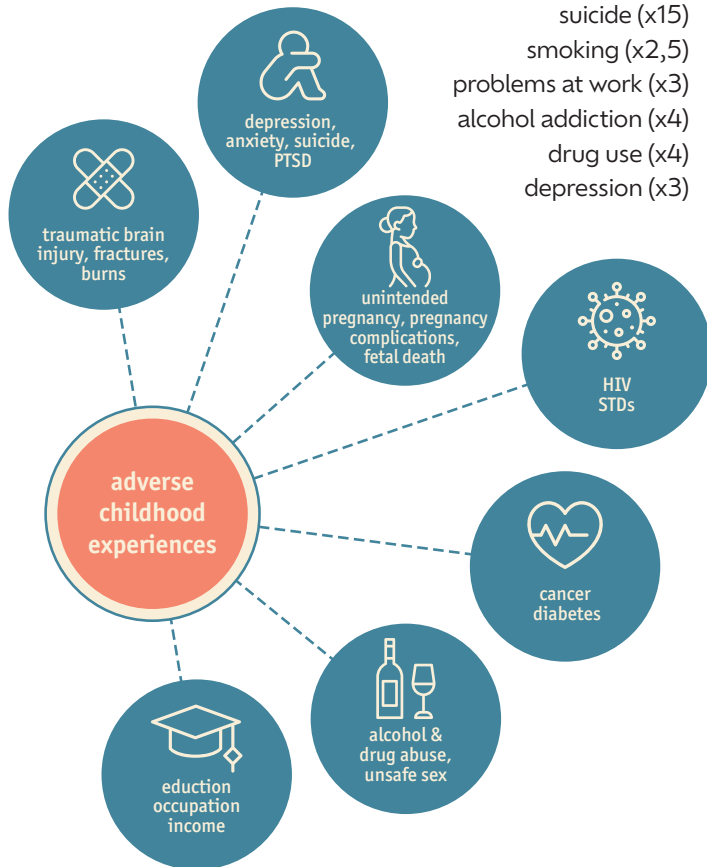 suicide (x15)
smoking (x2,5)
problems at work (x3)
alcohol addiction (x4)
drug use (x4)
depression (x3)
depression,
anxiety, suicide,
PTSD
traumatic brain
injury, fractures,
burns
unintended
pregnancy, pregnancy
complications,
fetal death
HIV
STDs
adverse
childhood
experiences
cancer
diabetes
alcohol &
drug abuse,
unsafe sex
eduction
occupation
income